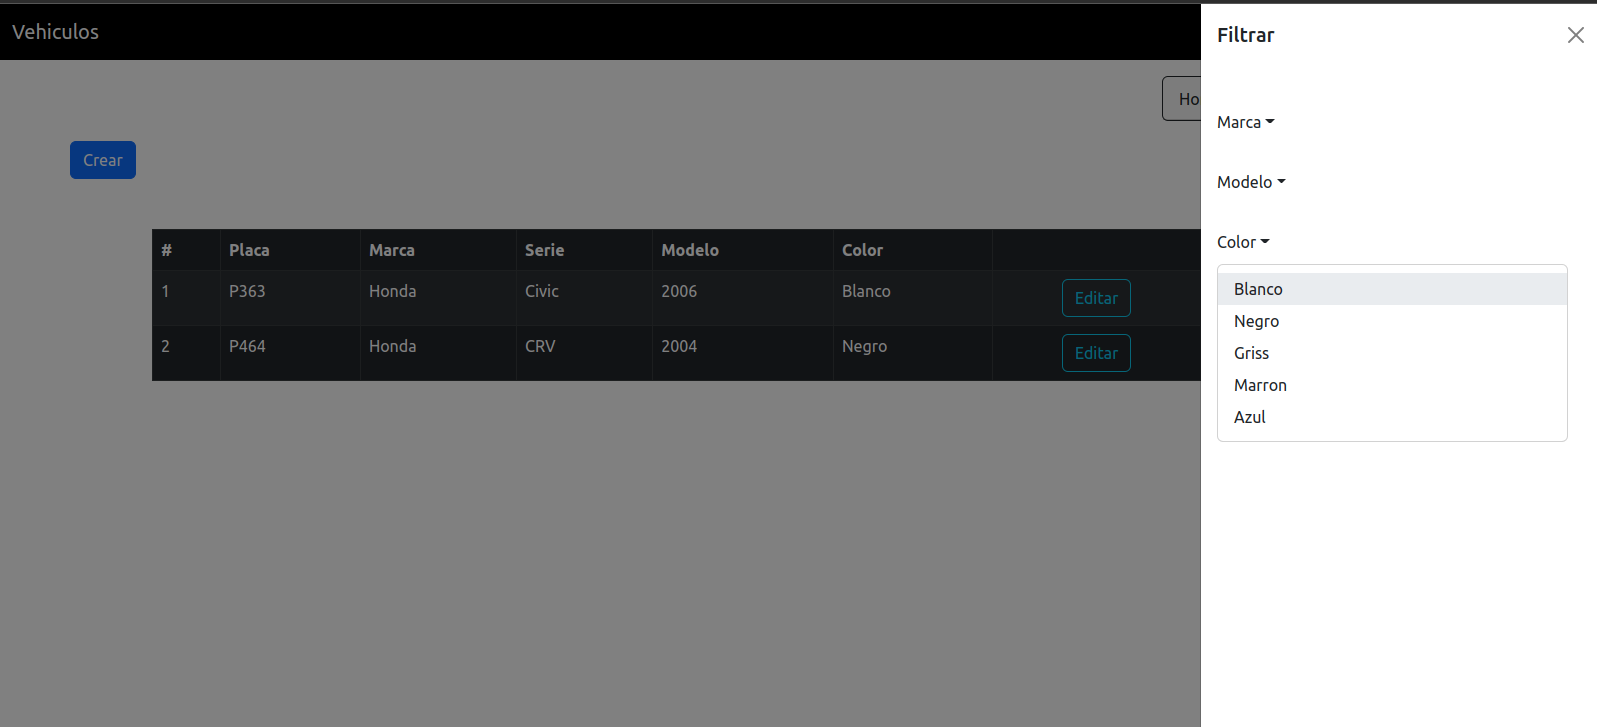 Vehiculos
Ho
Crear
# Placa Marca Serie Modelo Color
1 P363 Honda Civic 2006 Blanco Editar
2 P464 Honda CRV 2004 Negro Editar
Filtrar
Marca
Modelo
Color
Blanco
Negro
Griss
Marron
Azul